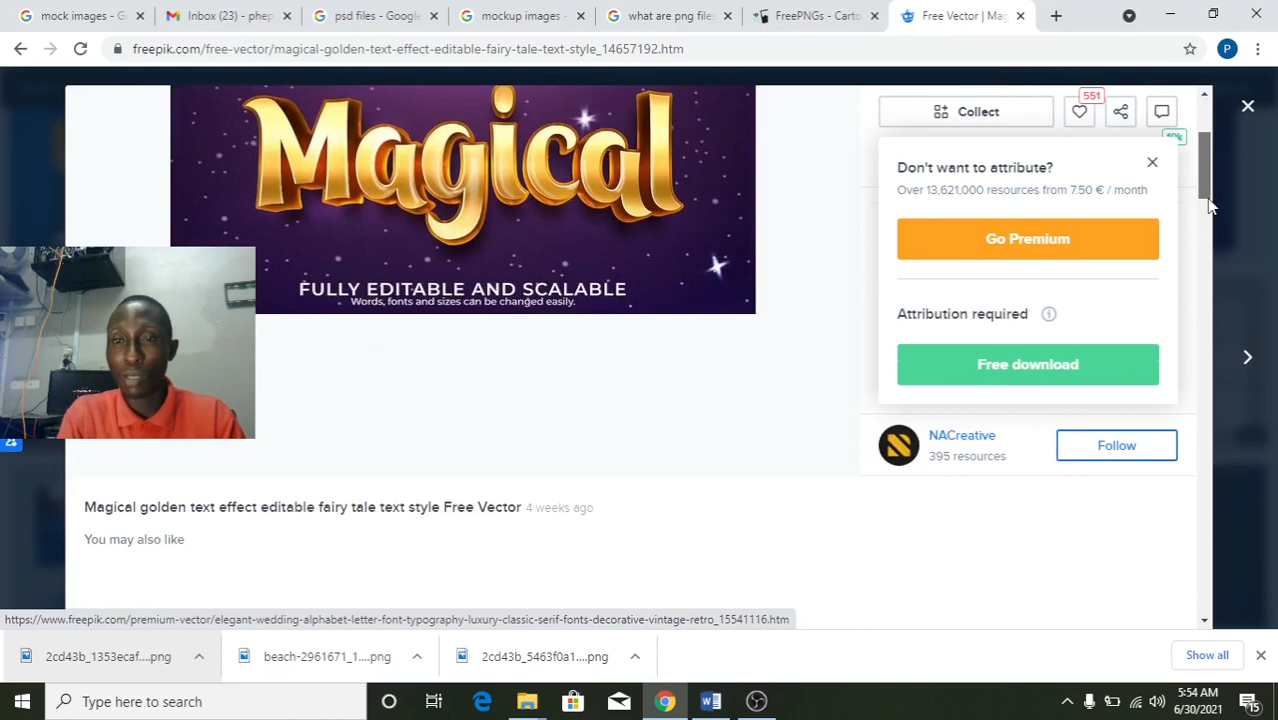 mock images - G
Inbox (23) - phep
psd files - Google
mockup images -
what are png files
FreePNGs - Carto
Free Vector | Mag
freepik.com/free-vector/magical-golden-text-effect-editable-fairy-tale-text-style_14657192.htm
P
Magical
FULLY EDITABLE AND SCALABLE
Words, fonts and sizes can be changed easily.
Collect
551
10k
Don't want to attribute?
Over 13,621,000 resources from 7.50 € / month
Go Premium
Attribution required
Free download
NACreative
395 resources
Follow
Magical golden text effect editable fairy tale text style Free Vector 4 weeks ago
You may also like
https://www.freepik.com/premium-vector/elegant-wedding-alphabet-letter-font-typography-luxury-classic-serif-fonts-decorative-vintage-retro_15541116.htm
2cd43b_1353ecaf....png
beach-2961671_1....png
2cd43b_5463f0a1....png
Show all
Type here to search
5:54 AM
6/30/2021
15